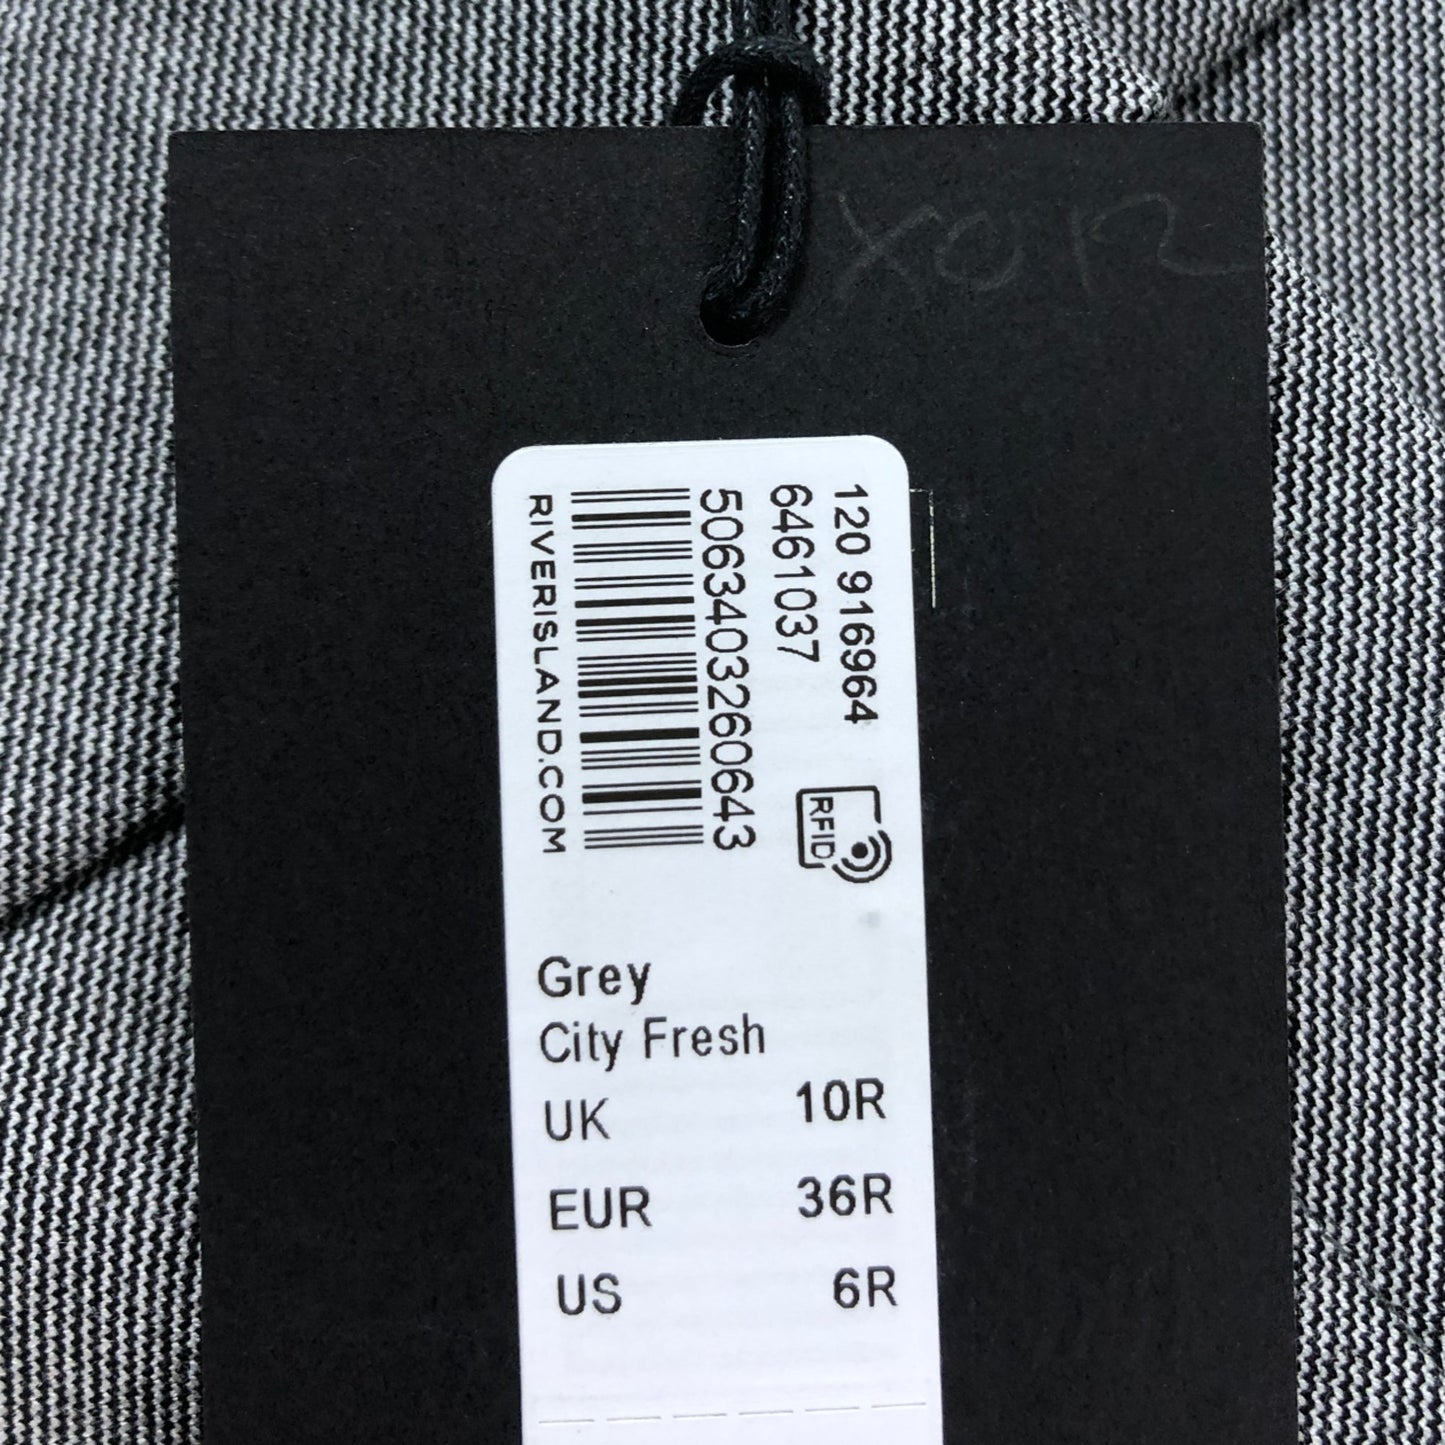 120 916964
6461037
5063403260643
RIVERISLAND.COM
RFID
Grey
City Fresh
UK 10R
EUR 36R
US 6R